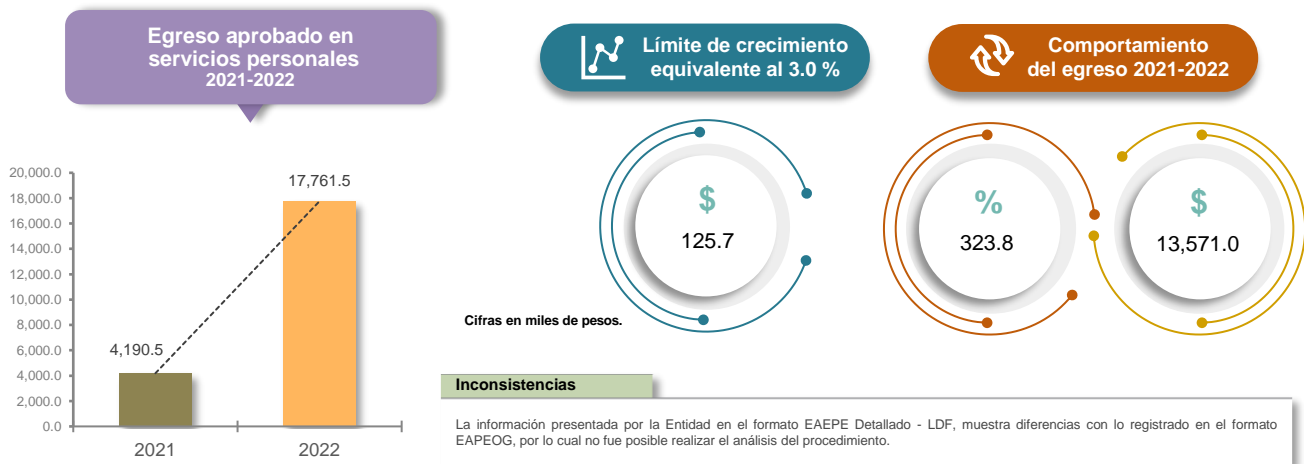 Egreso aprobado en
servicios personales
2021-2022
Límite de crecimiento
equivalente al 3.0 %
Comportamiento
del egreso 2021-2022
20,000.0
18,000.0
16,000.0
14,000.0
12,000.0
10,000.0
8,000.0
6,000.0
4,000.0
2,000.0
0.0
4,190.5
17,761.5
2021
2022
$
125.7
%
323.8
$
13,571.0
Cifras en miles de pesos.
Inconsistencias
La información presentada por la Entidad en el formato EAEPE Detallado - LDF, muestra diferencias con lo registrado en el formato
EAPEOG, por lo cual no fue posible realizar el análisis del procedimiento.